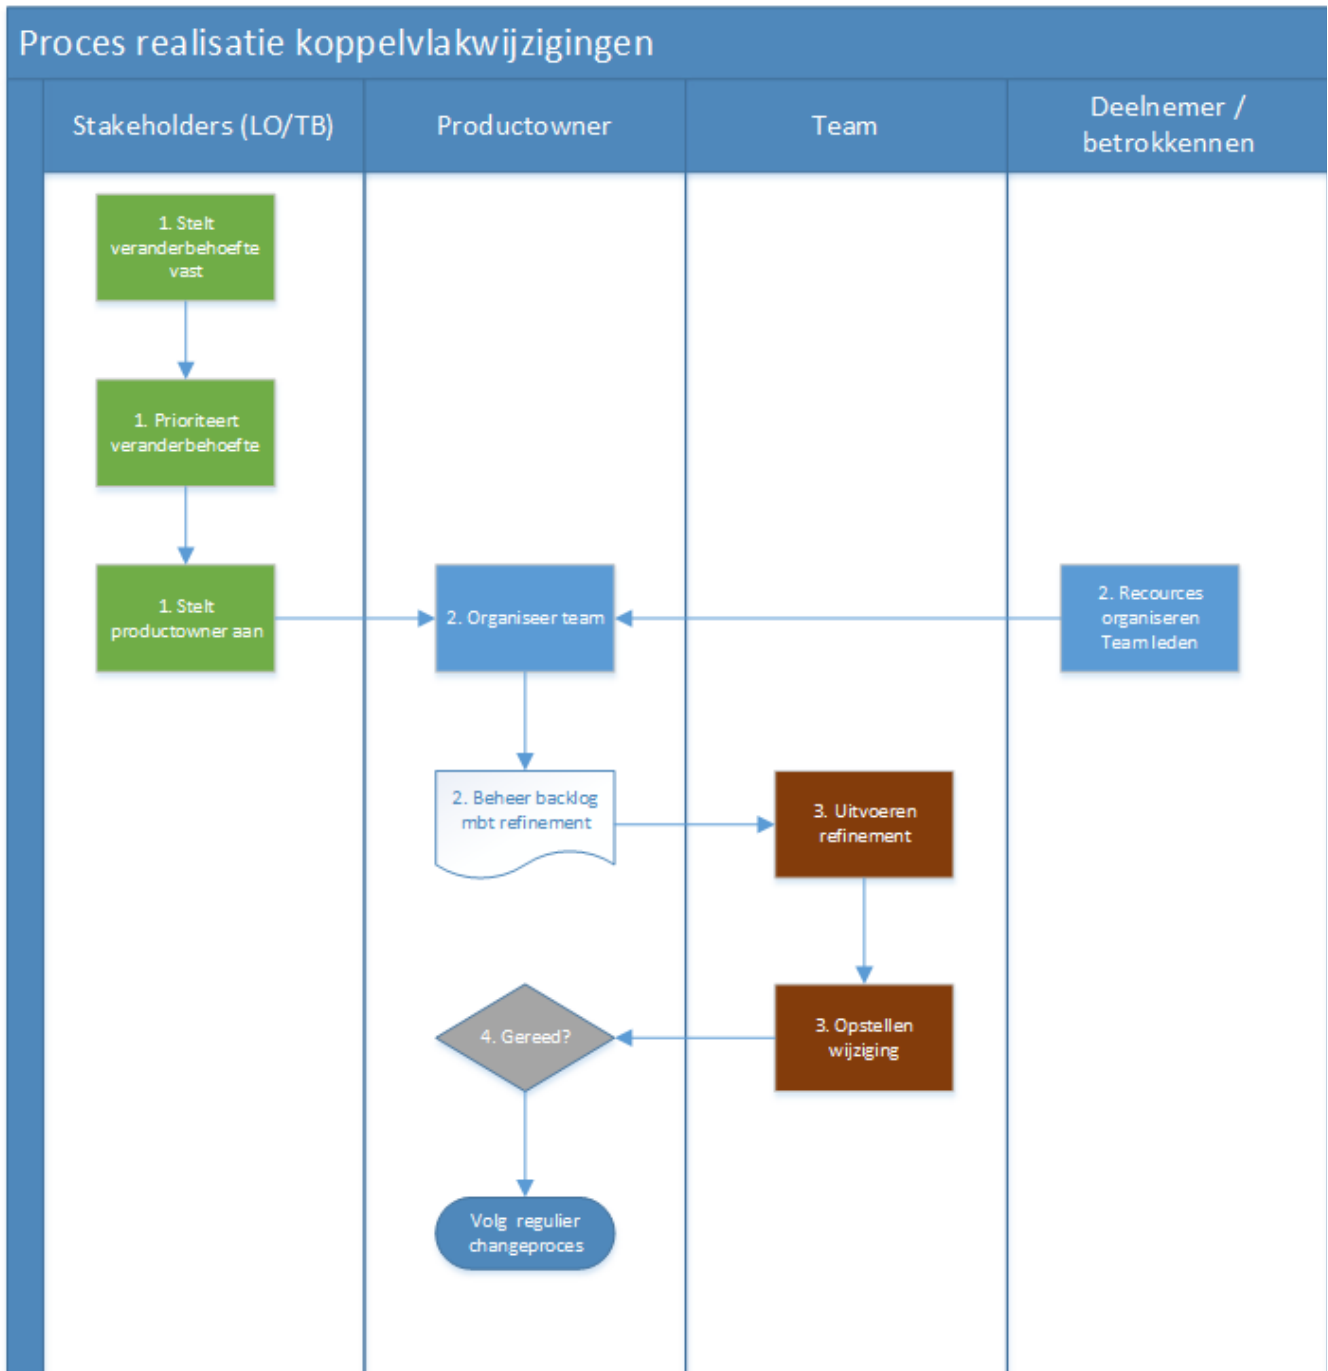 Proces realisatie koppelvlakwijzigingen
Stakeholders (LO/TB)
Productowner
Team
Deelnemer /
betrokkennen
1. Stelt
veranderbehoefte
vast
1. Prioriteert
veranderbehoefte
1. Stelt
productowner aan
2. Organiseer team
2. Recources
organiseren
Team leden
2. Beheer backlog
mbt refinement
3. Uitvoeren
refinement
4. Gereed?
3. Opstellen
wijziging
Volg regulier
changeproces